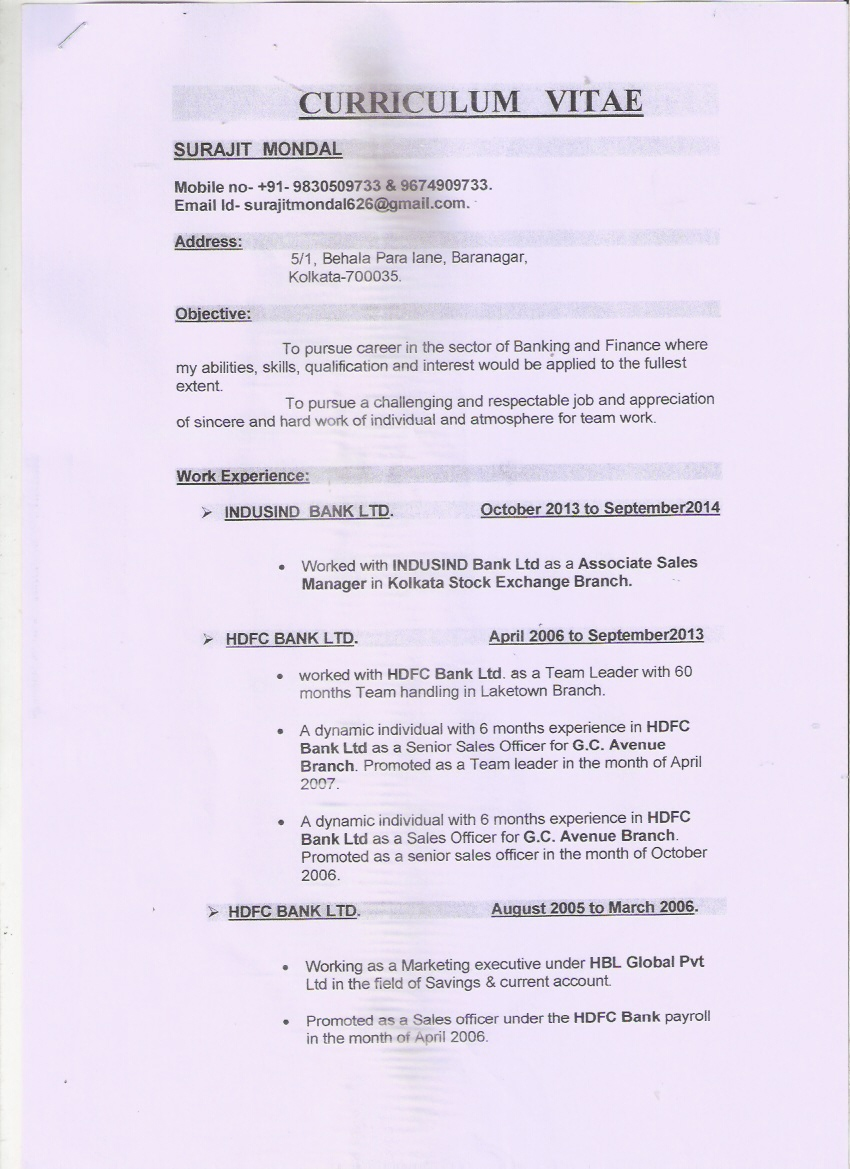 CURRICULUM VITAE
SURAJIT MONDAL
Mobile no- +91- 9830509733 & 9674909733.
Email Id- surajitmondal626@gmail.com.
Address:
5/1, Behala Para lane, Baranagar,
Kolkata-700035.
Objective:
To pursue career in the sector of Banking and Finance where
my abilities, skills, qualification and interest would be applied to the fullest
extent.
To pursue a challenging and respectable job and appreciation
of sincere and hard work of individual and atmosphere for team work.
Work Experience:
➢ INDUSIND BANK LTD. October 2013 to September2014
• Worked with INDUSIND Bank Ltd as a Associate Sales
Manager in Kolkata Stock Exchange Branch.
➢ HDFC BANK LTD. April 2006 to September2013
• worked with HDFC Bank Ltd. as a Team Leader with 60
months Team handling in Laketown Branch.
• A dynamic individual with 6 months experience in HDFC
Bank Ltd as a Senior Sales Officer for G.C. Avenue
Branch. Promoted as a Team leader in the month of April
2007.
• A dynamic individual with 6 months experience in HDFC
Bank Ltd as a Sales Officer for G.C. Avenue Branch.
Promoted as a senior sales officer in the month of October
2006.
➢ HDFC BANK LTD. August 2005 to March 2006.
• Working as a Marketing executive under HBL Global Pvt
Ltd in the field of Savings & current account.
• Promoted as a Sales officer under the HDFC Bank payroll
in the month of April 2006.